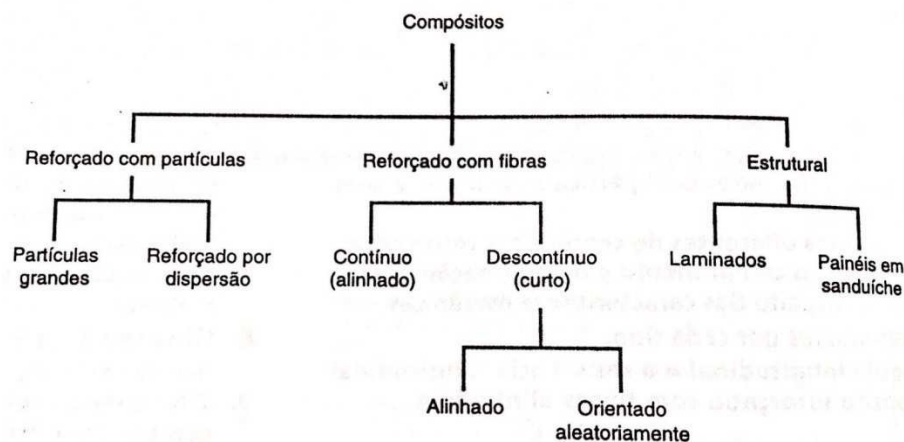 Compósitos
Reforçado com partículas
Reforçado com fibras
Estrutural
Partículas
grandes
Reforçado por
dispersão
Contínuo
(alinhado)
Descontínuo
(curto)
Laminados
Painéis em
sanduíche
Alinhado
Orientado
aleatoriamente